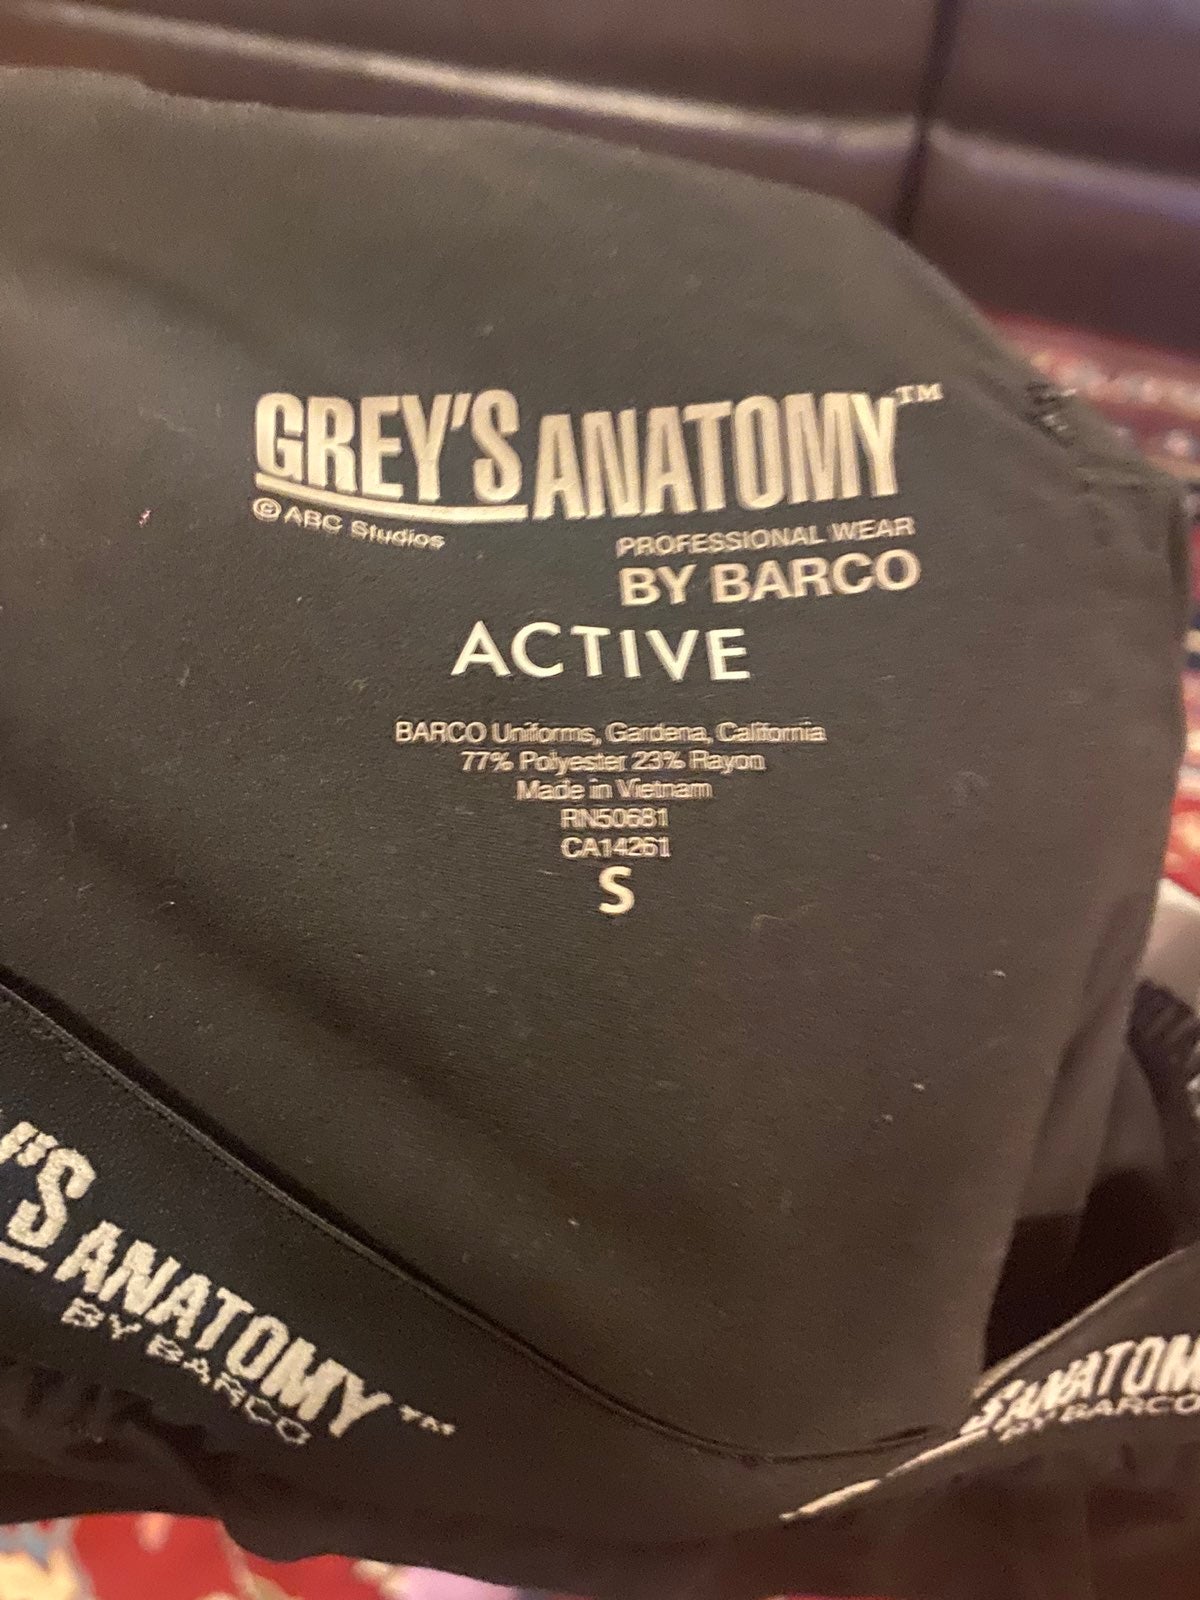 GREY'S ANATOMY™
© ABC Studios
PROFESSIONAL WEAR
BY BARCO
ACTIVE
BARCO Uniforms, Gardena, California
77% Polyester 23% Rayon
Made in Vietnam
RN50681
CA14261
S
'S ANATOMY™
BY BARCO
S ANATOM
BY BARCO